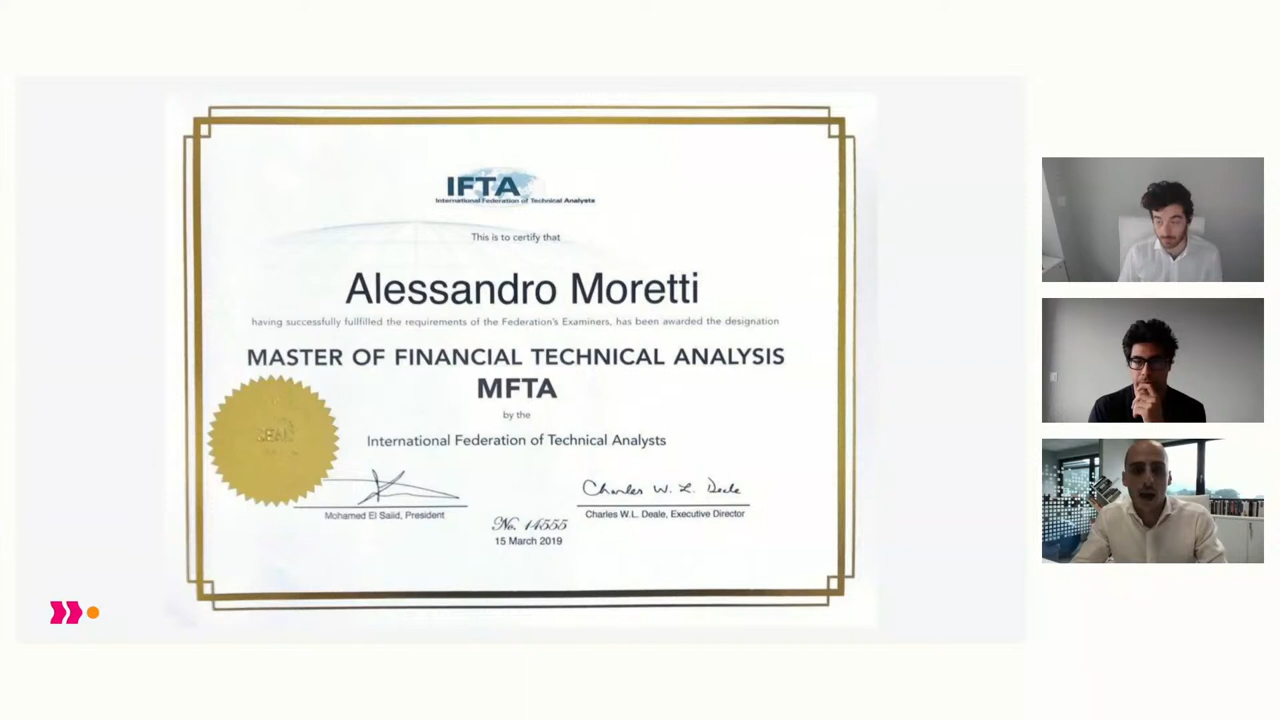 IFTA
International Federation of Technical Analysts
This is to certify that
Alessandro Moretti
having successfully fullfilled the requirements of the Federation's Examiners, has been awarded the designation
MASTER OF FINANCIAL TECHNICAL ANALYSIS
MFTA
by the
International Federation of Technical Analysts
SEAL
Charles W. L. Deale
Mohamed El Saiid, President
Charles W.L. Deale, Executive Director
No. 14555
15 March 2019